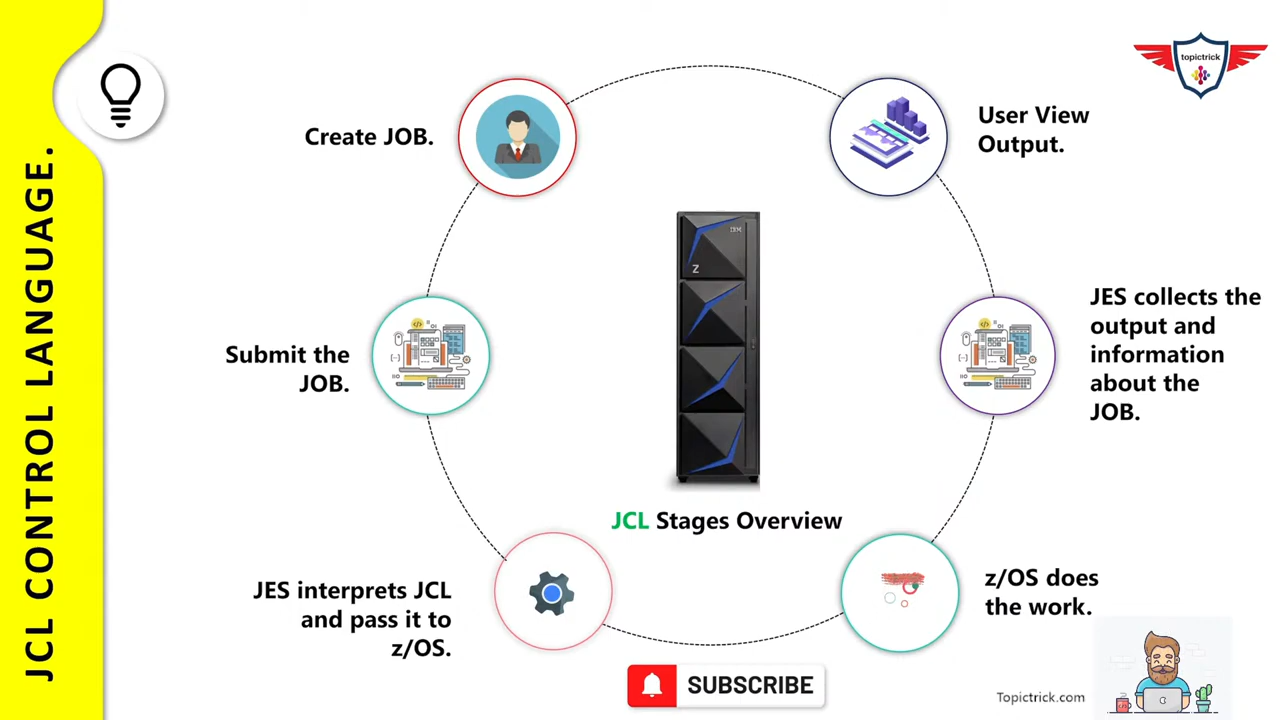 JCL CONTROL LANGUAGE.
topictrick
Create JOB.
User View
Output.
IBM
Z
Submit the
JOB.
JES collects the
output and
information
about the
JOB.
JCL Stages Overview
JES interprets JCL
and pass it to
z/OS.
z/OS does
the work.
SUBSCRIBE
Topictrick.com